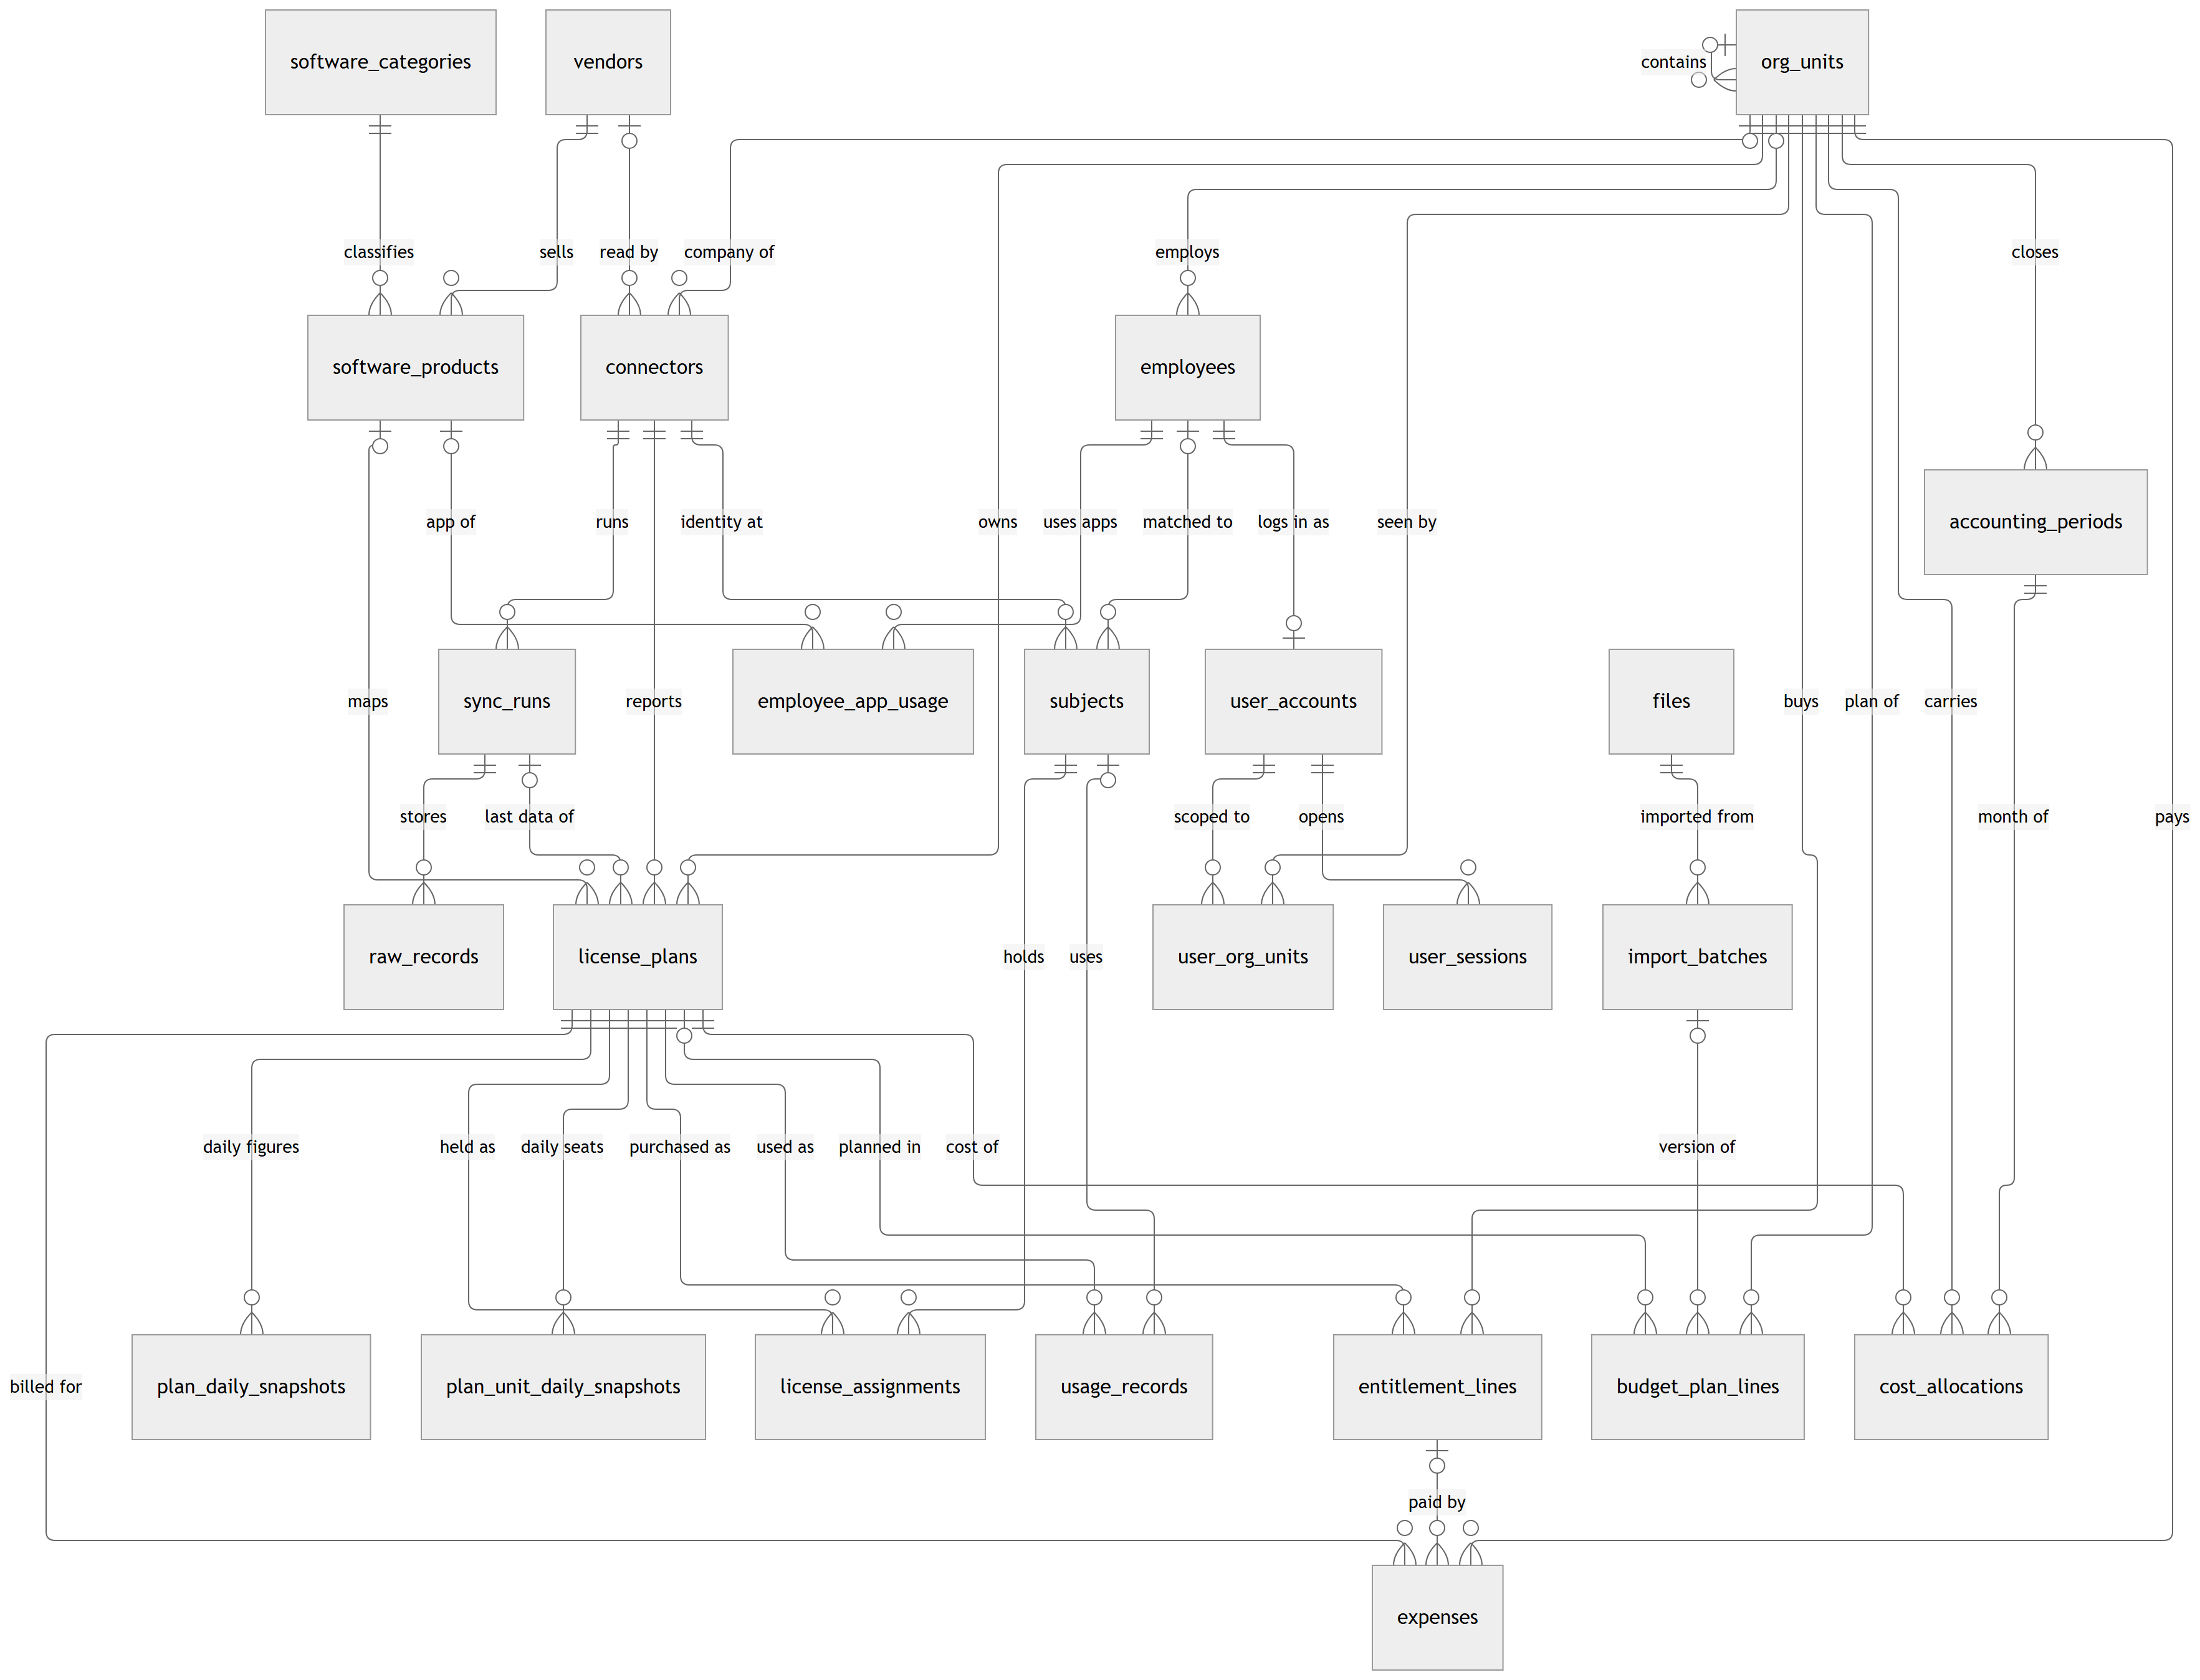 software_categories
vendors
org_units
contains
classifies
sells
read by
company of
employs
closes
software_products
connectors
employees
accounting_periods
app of
runs
identity at
owns
uses apps
matched to
logs in as
seen by
maps
sync_runs
reports
employee_app_usage
subjects
user_accounts
files
buys
plan of
carries
stores
last data of
scoped to
opens
imported from
month of
pays
raw_records
license_plans
holds
uses
user_org_units
user_sessions
import_batches
daily figures
held as
daily seats
purchased as
used as
planned in
cost of
version of
billed for
plan_daily_snapshots
plan_unit_daily_snapshots
license_assignments
usage_records
entitlement_lines
budget_plan_lines
cost_allocations
paid by
expenses